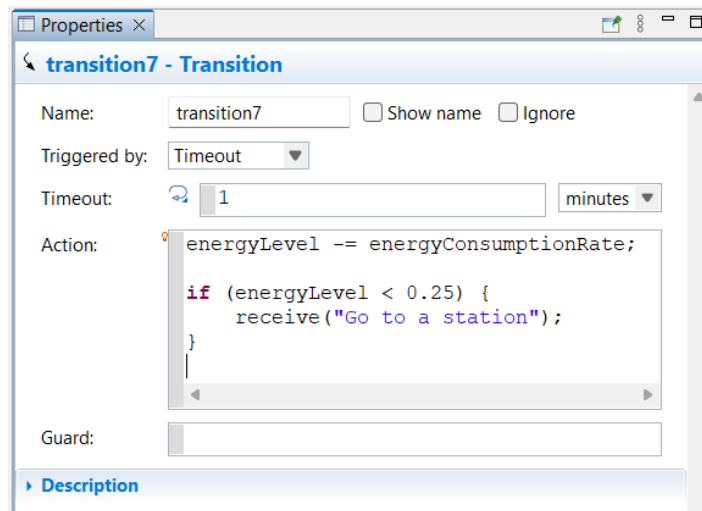 Properties
transition7 - Transition
Name: transition7 Show name Ignore
Triggered by: Timeout
Timeout: 1 minutes
Action: energyLevel -= energyConsumptionRate;
if (energyLevel < 0.25) {
receive("Go to a station");
}
Guard:
Description